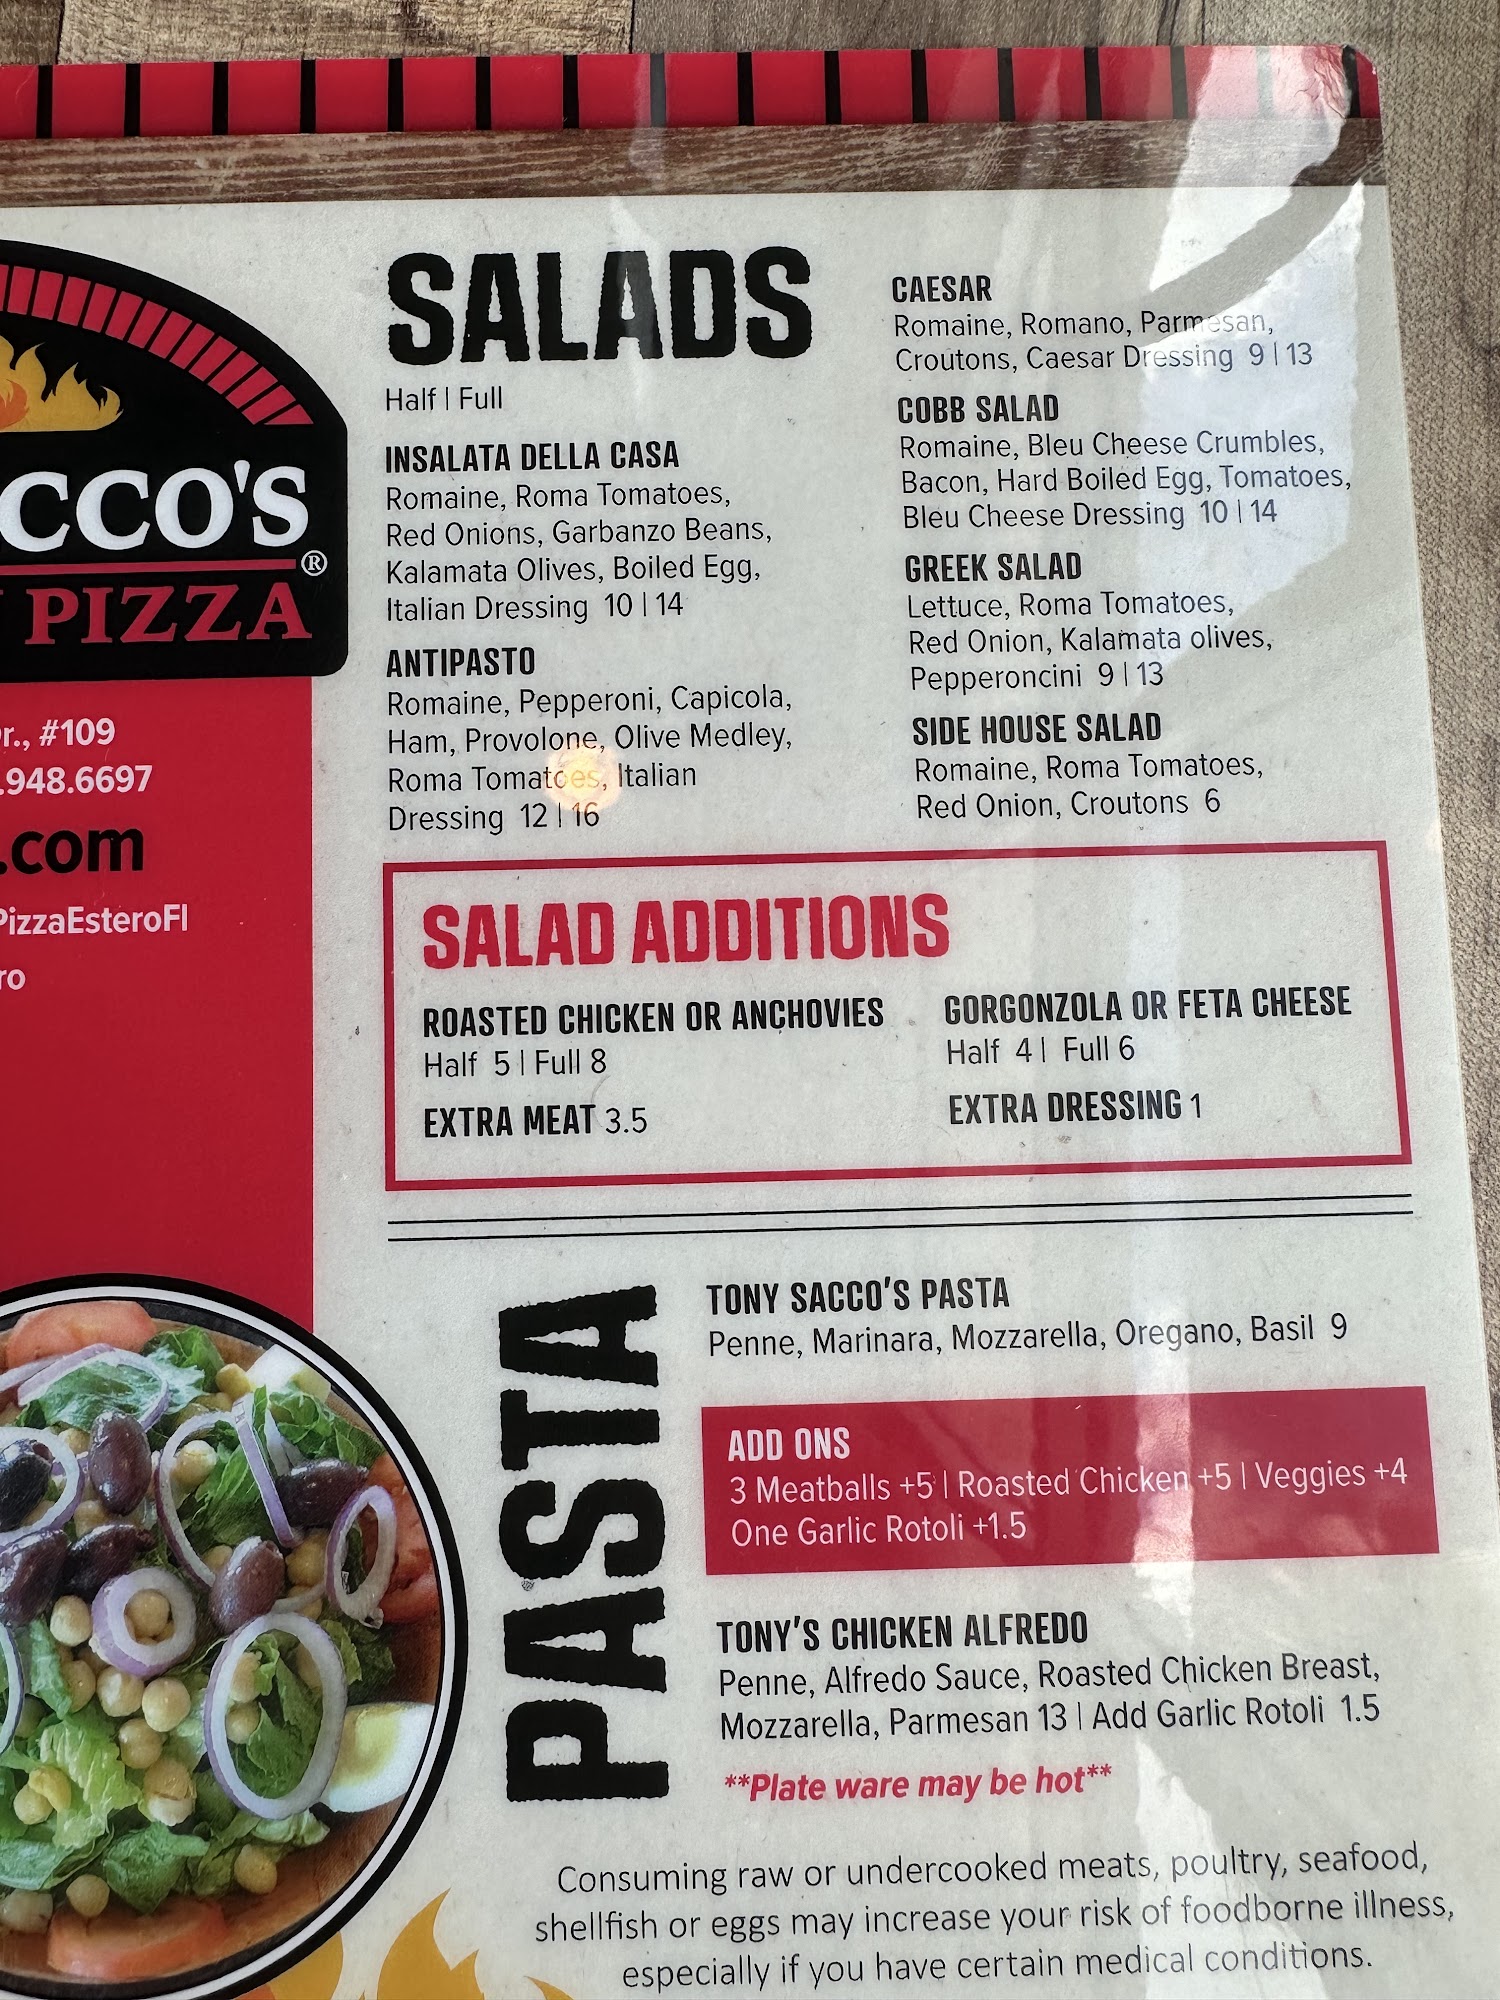 CCO'S
®
PIZZA
r., #109
.948.6697
.com
PizzaEsteroFl
ro
SALADS
Half | Full
INSALATA DELLA CASA
Romaine, Roma Tomatoes,
Red Onions, Garbanzo Beans,
Kalamata Olives, Boiled Egg,
Italian Dressing 10 | 14
ANTIPASTO
Romaine, Pepperoni, Capicola,
Ham, Provolone, Olive Medley,
Roma Tomatoes, Italian
Dressing 12 | 16
CAESAR
Romaine, Romano, Parmesan,
Croutons, Caesar Dressing 9 | 13
COBB SALAD
Romaine, Bleu Cheese Crumbles,
Bacon, Hard Boiled Egg, Tomatoes,
Bleu Cheese Dressing 10 | 14
GREEK SALAD
Lettuce, Roma Tomatoes,
Red Onion, Kalamata olives,
Pepperoncini 9 | 13
SIDE HOUSE SALAD
Romaine, Roma Tomatoes,
Red Onion, Croutons 6
SALAD ADDITIONS
ROASTED CHICKEN OR ANCHOVIES
Half 5 | Full 8
EXTRA MEAT 3.5
GORGONZOLA OR FETA CHEESE
Half 4 | Full 6
EXTRA DRESSING 1
PASTA
TONY SACCO'S PASTA
Penne, Marinara, Mozzarella, Oregano, Basil 9
ADD ONS
3 Meatballs +5 | Roasted Chicken +5 | Veggies +4
One Garlic Rotoli +1.5
TONY'S CHICKEN ALFREDO
Penne, Alfredo Sauce, Roasted Chicken Breast,
Mozzarella, Parmesan 13 | Add Garlic Rotoli 1.5
**Plate ware may be hot**
Consuming raw or undercooked meats, poultry, seafood,
shellfish or eggs may increase your risk of foodborne illness,
especially if you have certain medical conditions.